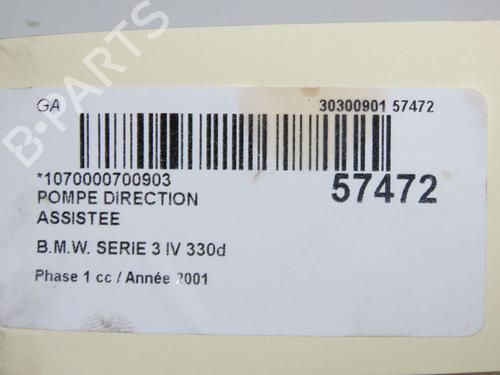 GA 30300901 57472
*1070000700903
57472
POMPE DIRECTION
ASSISTEE
B.M.W. SERIE 3 IV 330d
Phase 1 cc / Année 2001
B-PARTS